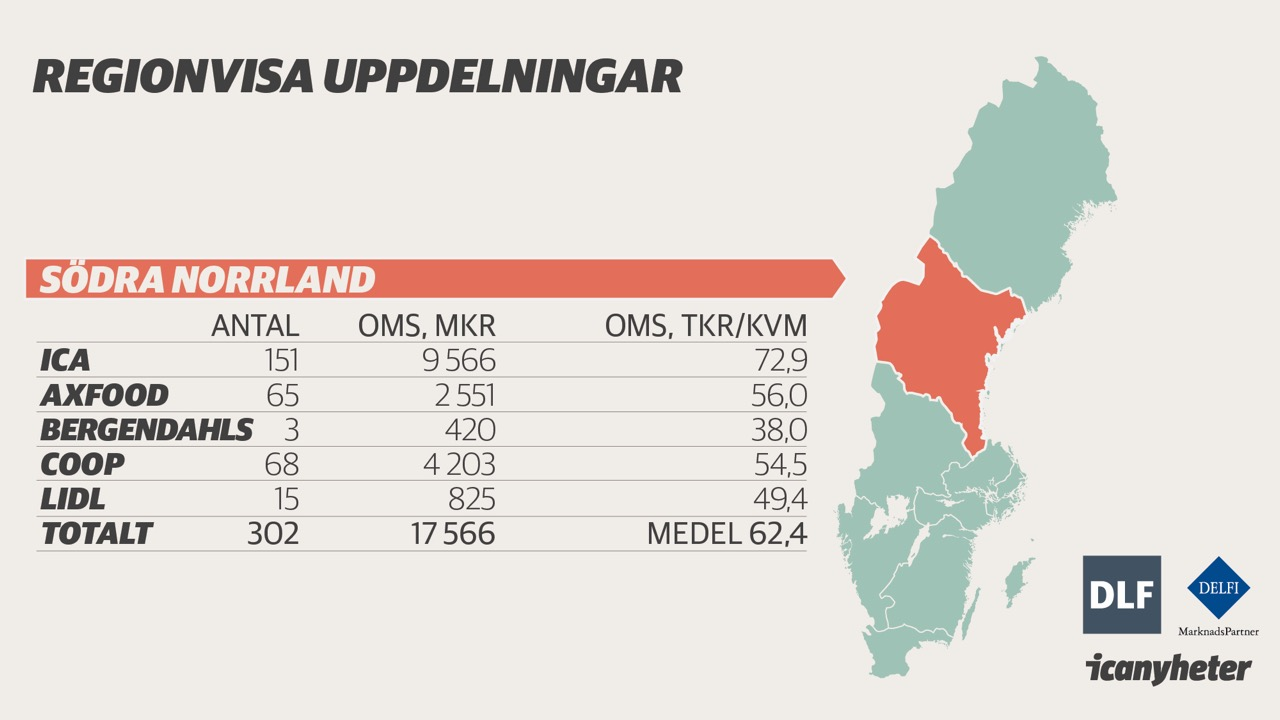 REGIONVISA UPPDELNINGAR
SÖDRA NORRLAND
ANTAL OMS, MKR OMS, TKR/KVM
ICA 151 9 566 72,9
AXFOOD 65 2 551 56,0
BERGENDAHLS 3 420 38,0
COOP 68 4 203 54,5
LIDL 15 825 49,4
TOTALT 302 17 566 MEDEL 62,4
DLF
DELFI
MarknadsPartner
icanyheter